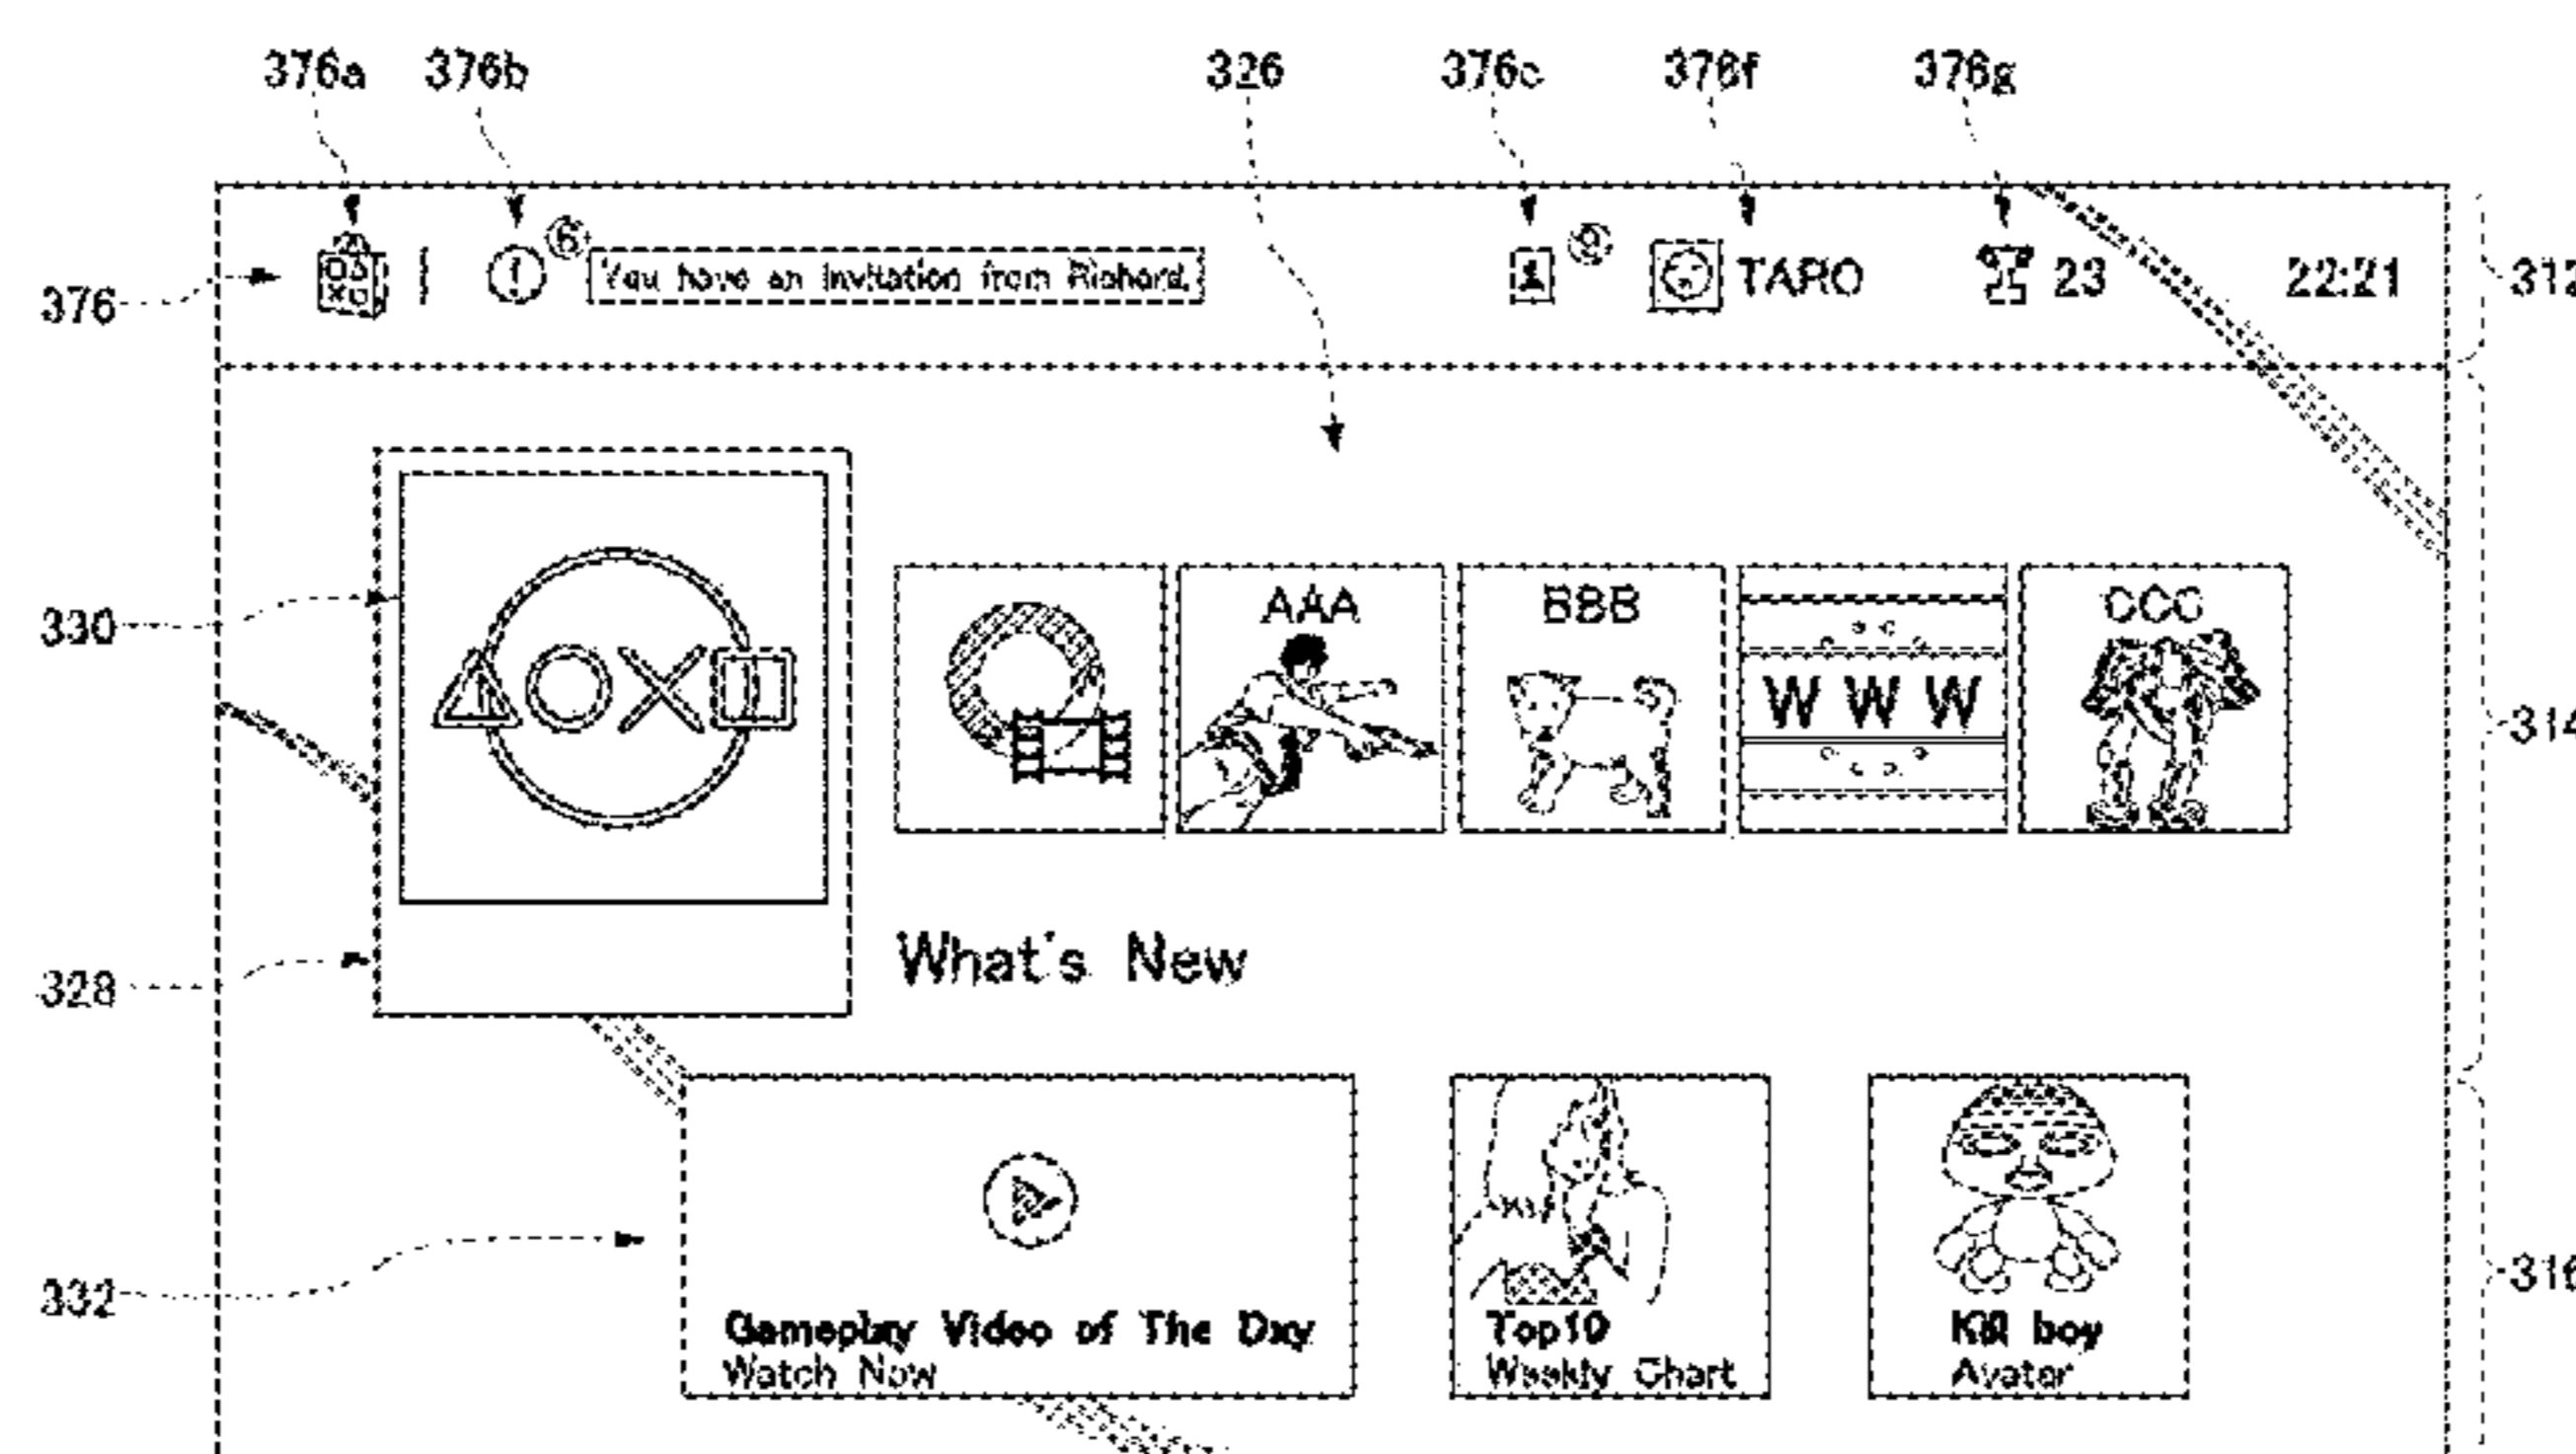 376a 376b 326 376c 376f 376g
6
You have an invitation from Richard.
TARO 23 22:21
376
312
AAA BBB WWW CCC
330
314
328
What's New
332
316
Gameplay Video of The Day
Watch Now
Top10
Weekly Chart
boy
Avatar